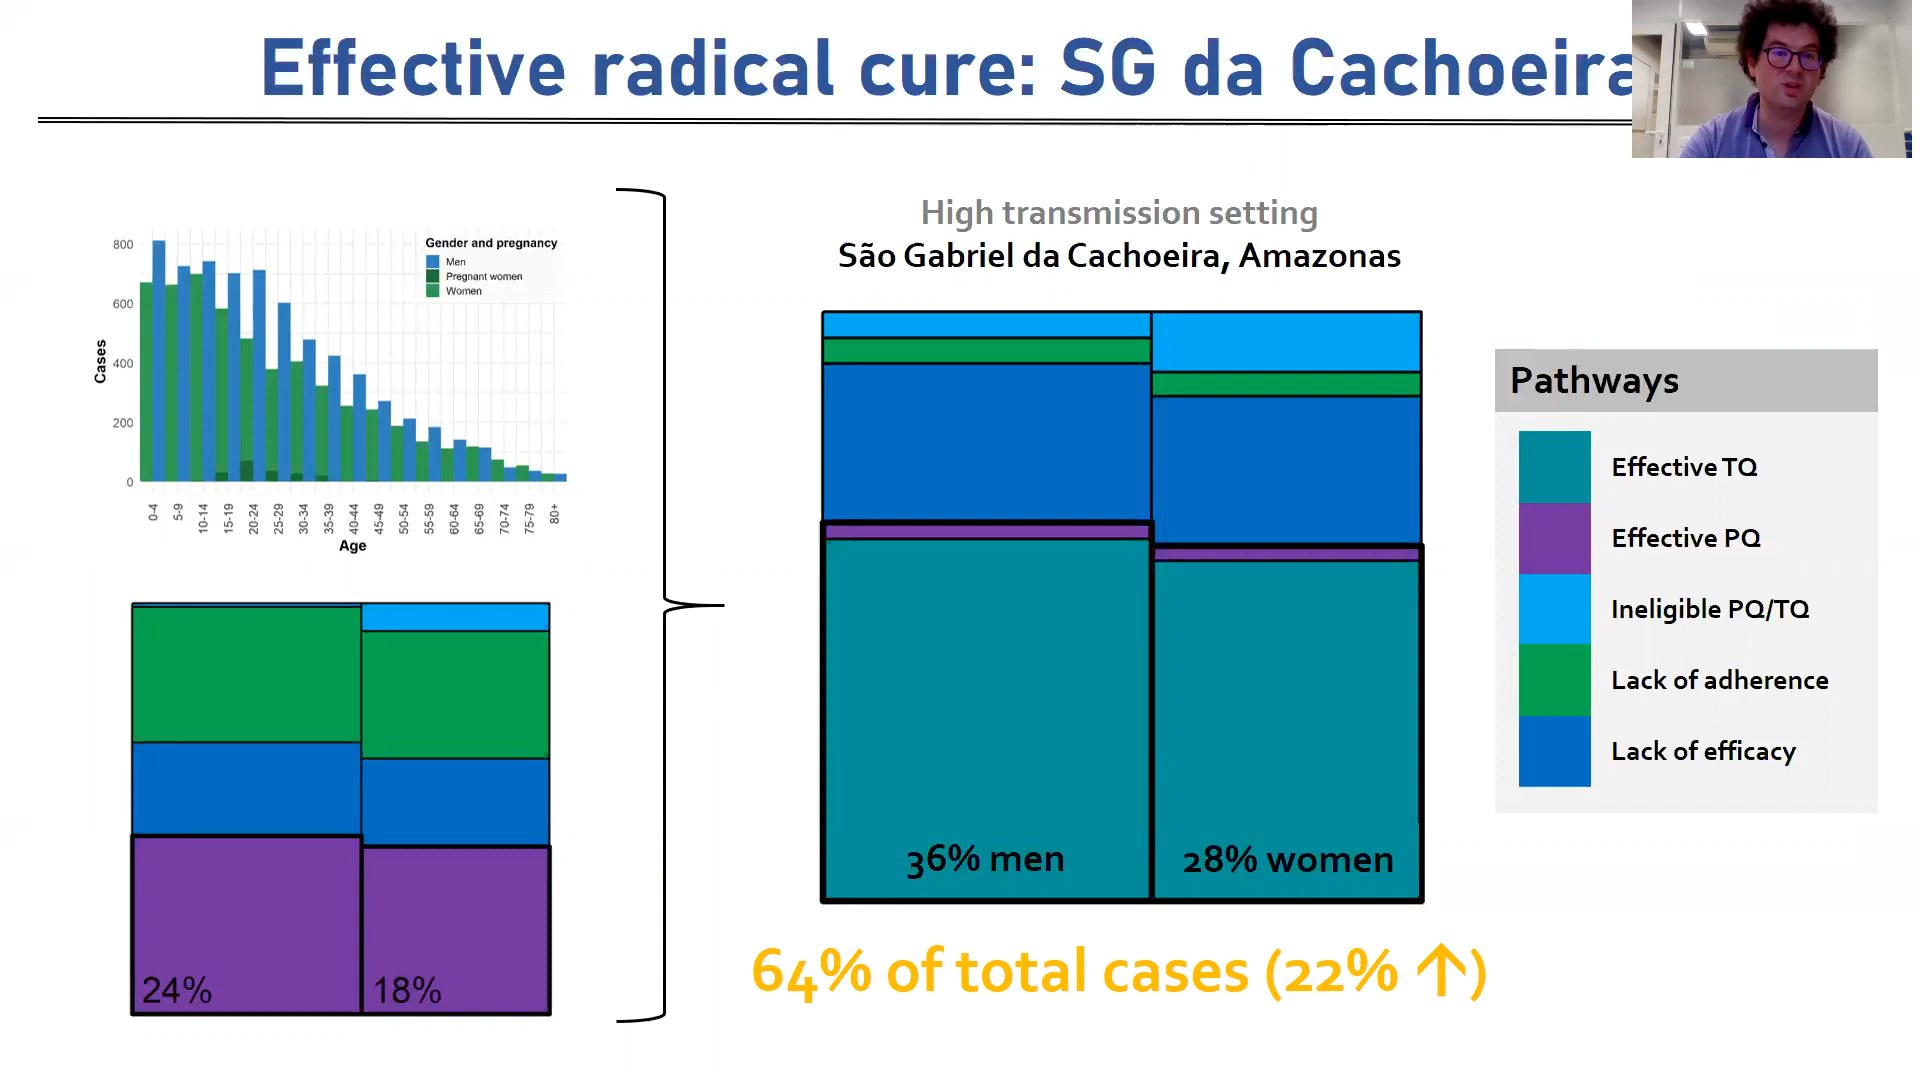 Effective radical cure: SG da Cachoeira
High transmission setting
São Gabriel da Cachoeira, Amazonas
Gender and pregnancy
Men
Pregnant women
Women
Cases
800
600
400
200
0
0-4
5-9
10-14
15-19
20-24
25-29
30-34
35-39
40-44
45-49
50-54
55-59
60-64
65-69
70-74
75-79
80+
Age
24%
18%
36% men
28% women
64% of total cases (22% ↑)
Pathways
Effective TQ
Effective PQ
Ineligible PQ/TQ
Lack of adherence
Lack of efficacy